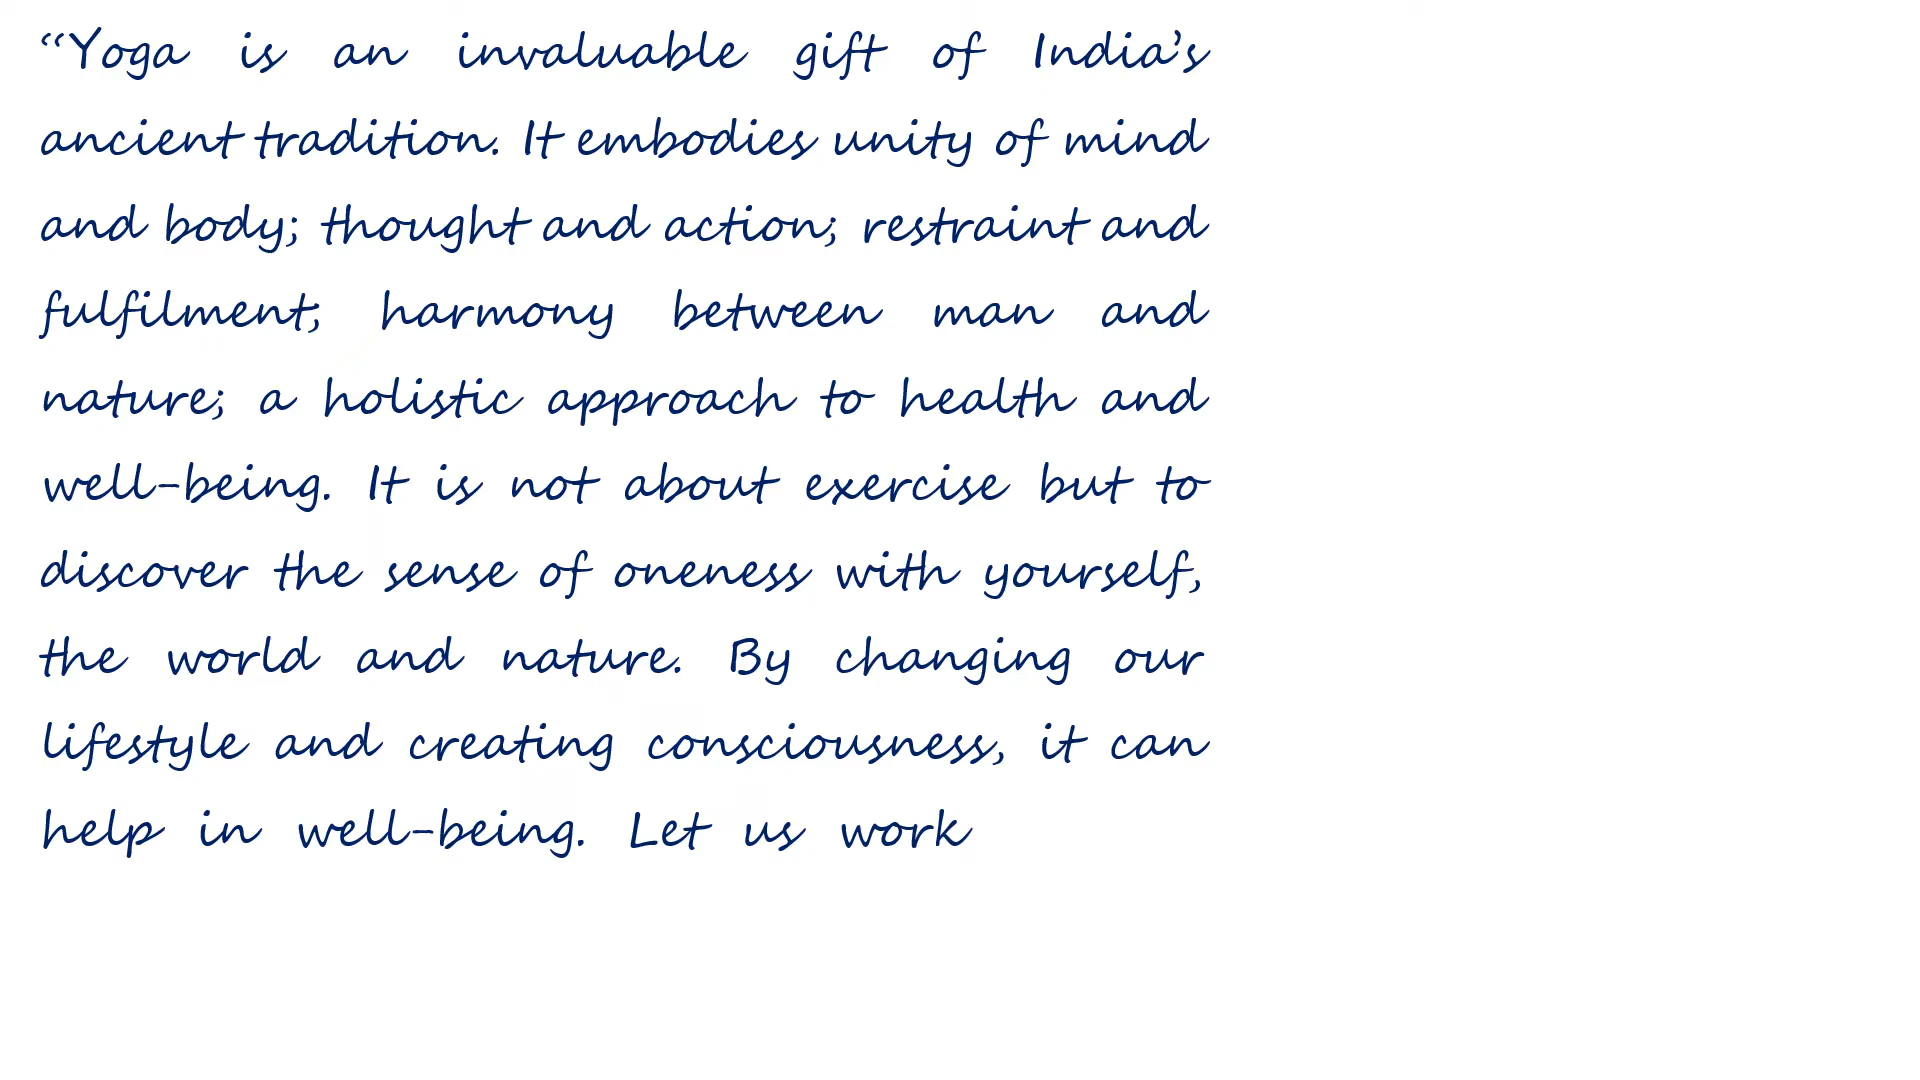 “Yoga is an invaluable gift of India’s
ancient tradition. It embodies unity of mind
and body; thought and action; restraint and
fulfilment; harmony between man and
nature; a holistic approach to health and
well-being. It is not about exercise but to
discover the sense of oneness with yourself,
the world and nature. By changing our
lifestyle and creating consciousness, it can
help in well-being. Let us work